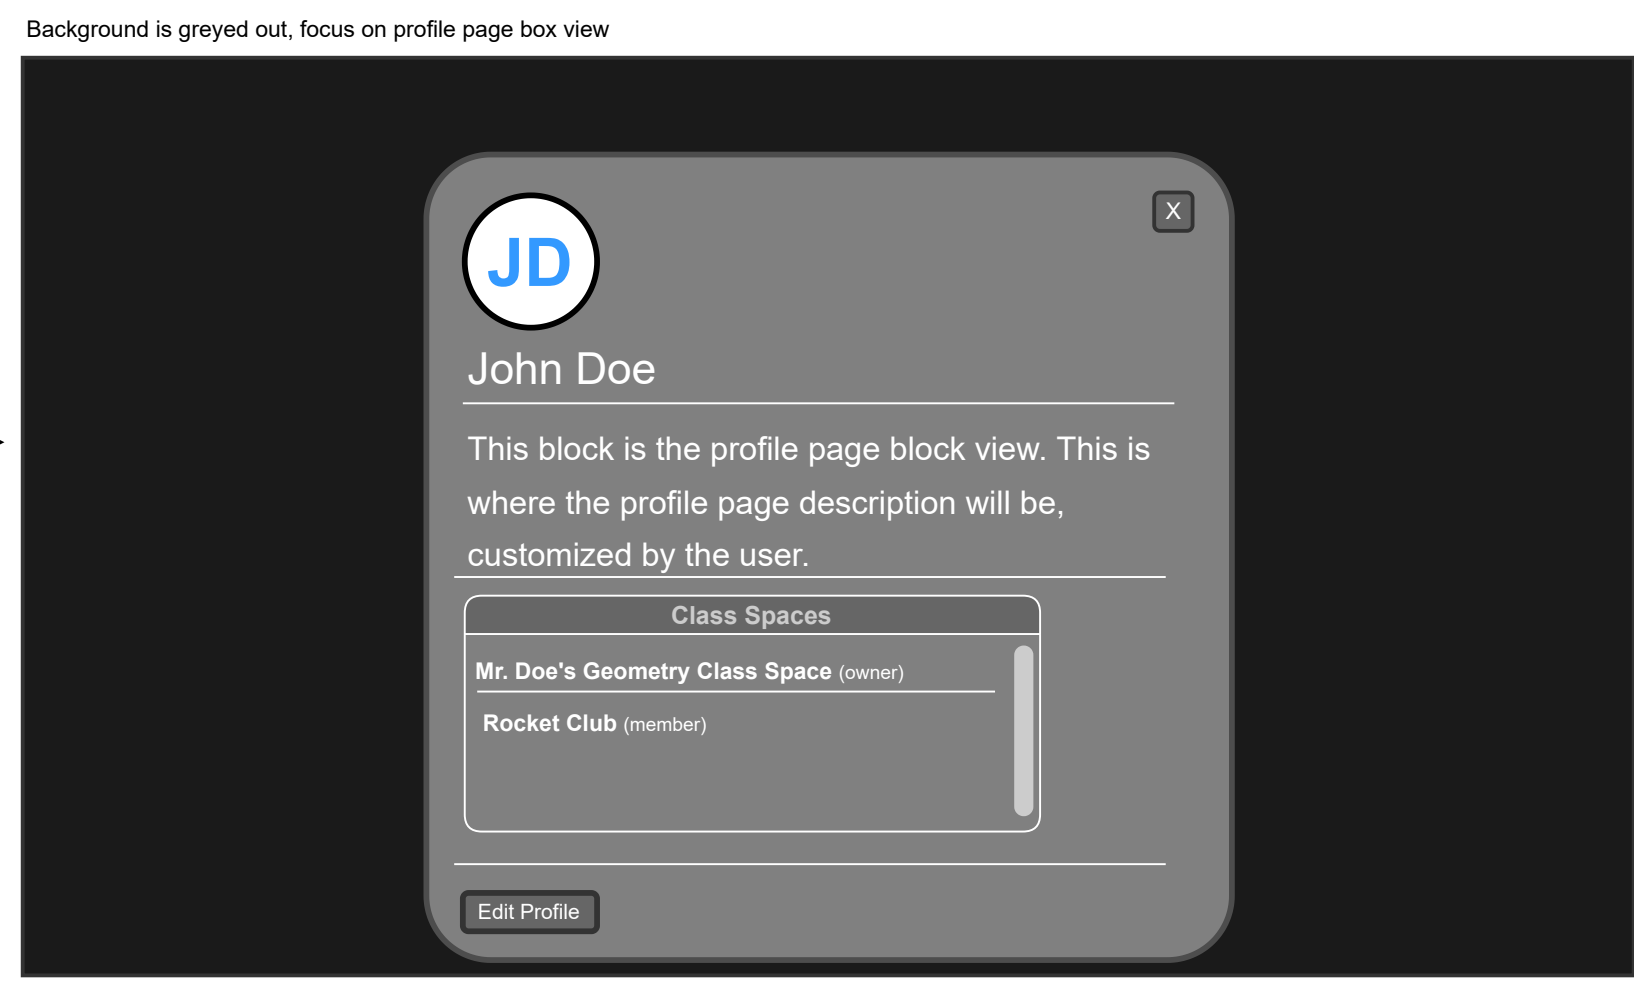 Background is greyed out, focus on profile page box view
X
JD
John Doe
This block is the profile page block view. This is
where the profile page description will be,
customized by the user.
Class Spaces
Mr. Doe's Geometry Class Space (owner)
Rocket Club (member)
Edit Profile